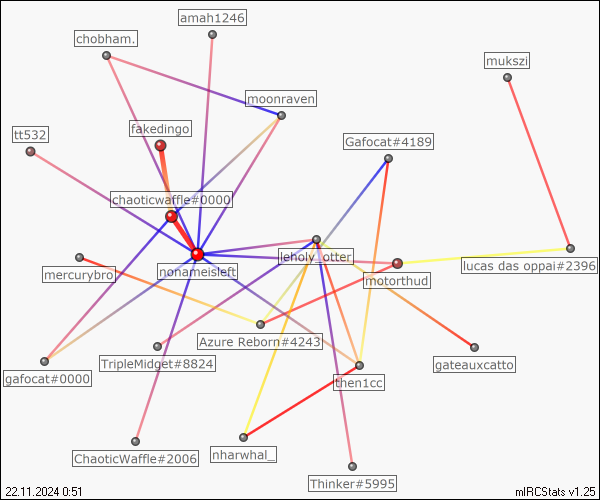 amah1246
chobham.
mukszi
moonraven
fakedingo
tt532
Gafocat#4189
chaoticwaffle#0000
leholy_otter
lucas das oppai#2396
nonameisleft
mercurybro
motorthud
Azure Reborn#4243
TripleMidget#8824
gateauxcatto
gafocat#0000
then1cc
ChaoticWaffle#2006
nharwhal_
Thinker#5995
22.11.2024 0:51
mIRCStats v1.25